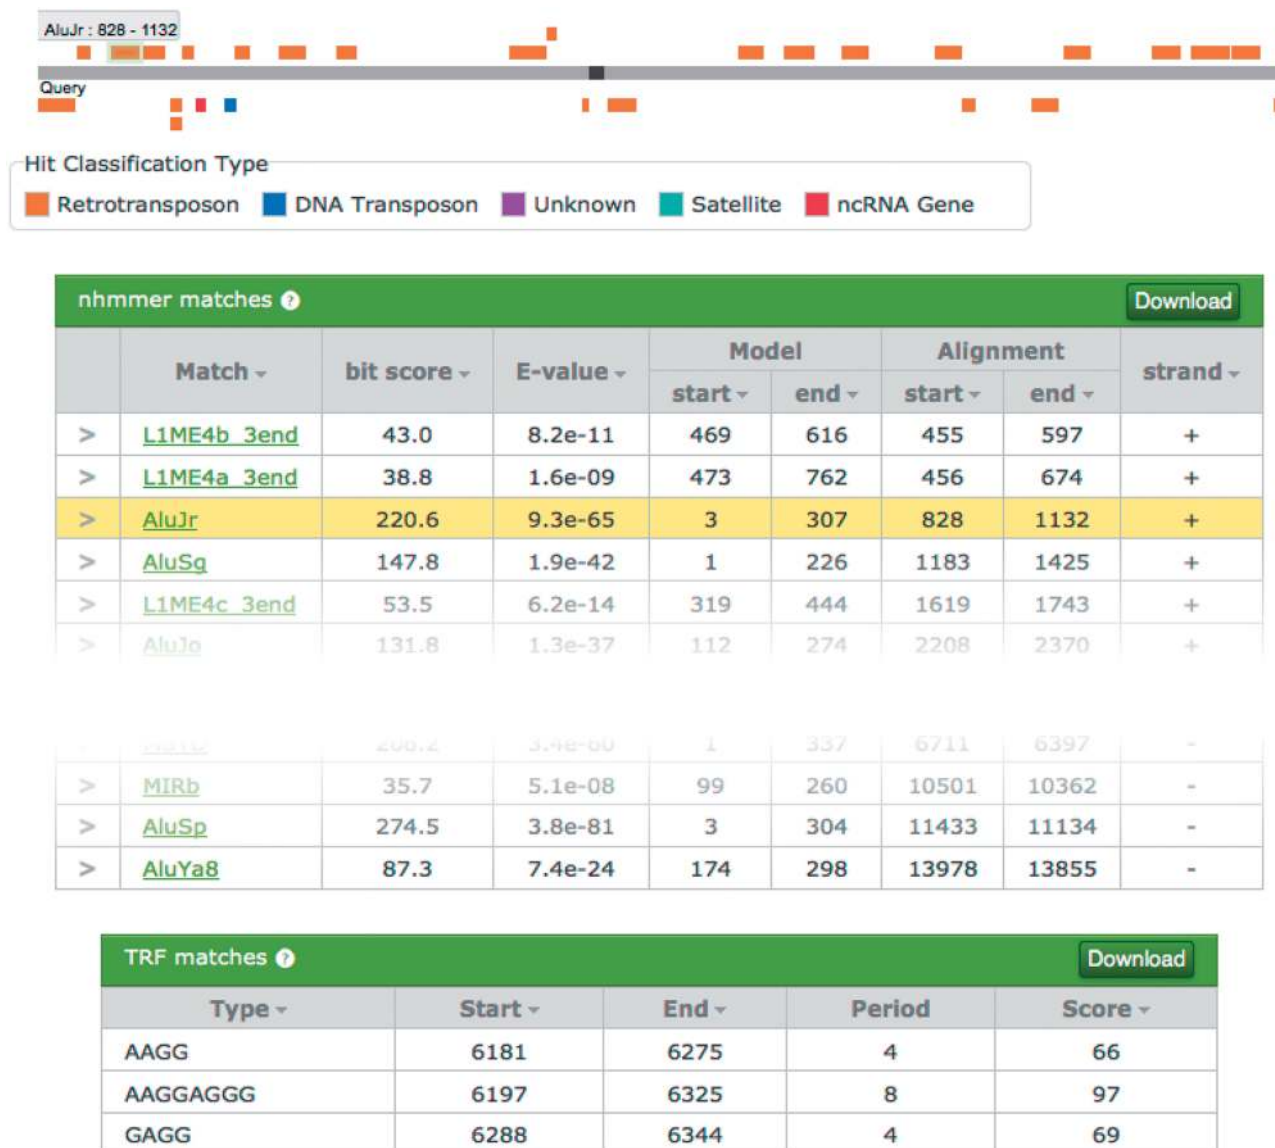 AluJr : 828 - 1132
Query
Hit Classification Type
Retrotransposon DNA Transposon Unknown Satellite ncRNA Gene
nhmmer matches ? Download
Match bit score E-value Model Alignment strand
start end start end
> L1ME4b_3end 43.0 8.2e-11 469 616 455 597 +
> L1ME4a_3end 38.8 1.6e-09 473 762 456 674 +
> AluJr 220.6 9.3e-65 3 307 828 1132 +
> AluSg 147.8 1.9e-42 1 226 1183 1425 +
> L1ME4c_3end 53.5 6.2e-14 319 444 1619 1743 +
> AluJo 131.8 1.3e-37 112 274 2208 2370 +
1 337 6711 6397 -
> MIRb 35.7 5.1e-08 99 260 10501 10362 -
> AluSp 274.5 3.8e-81 3 304 11433 11134 -
> AluYa8 87.3 7.4e-24 174 298 13978 13855 -
TRF matches ? Download
Type Start End Period Score
AAGG 6181 6275 4 66
AAGGAGGG 6197 6325 8 97
GAGG 6288 6344 4 69